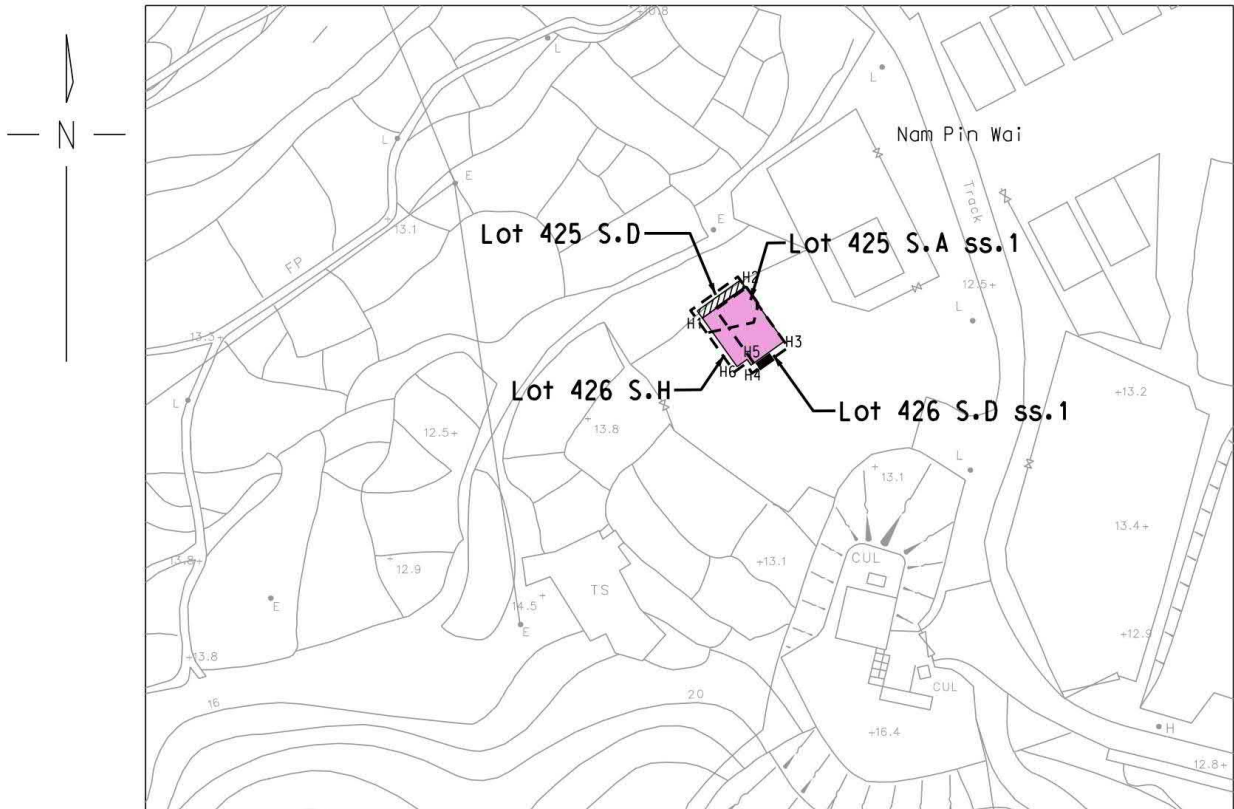 10.8
L
L
L
N
Nam Pin Wai
E
Track
13.1
E
FP
Lot 425 S.D
Lot 425 S.A ss.1
H2
12.5+
L
H1
13.3+
H3
H5
H6
H4
Lot 426 S.H
Lot 426 S.D ss.1
+13.2
L
13.8
12.5+
L
13.1
13.4+
13.8+
12.9
+13.1
CUL
TS
E
14.5
E
+12.9
+13.8
CUL
16
20
+16.4
H
12.8+